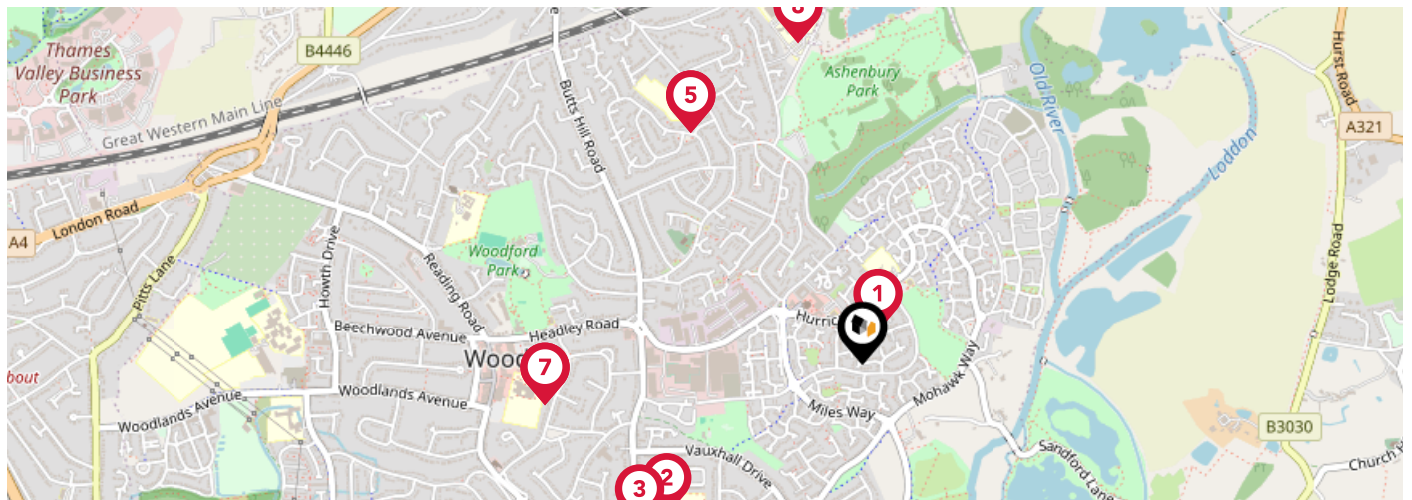 Thames
Valley Business
Park
B4446
Great Western Main Line
Butts Hill Road
5
Ashenbury
Park
Old River
Loddon
Hurst Road
A321
A4
London Road
Pitts Lane
Howth Drive
Reading Road
Woodford
Park
Lodge Road
1
Beechwood Avenue
Headley Road
7
Woodlands Avenue
Woodlands Avenue
Miles Way
Mohawk Way
B3030
Vauxhall Drive
Sandford Lane
Church
2
3